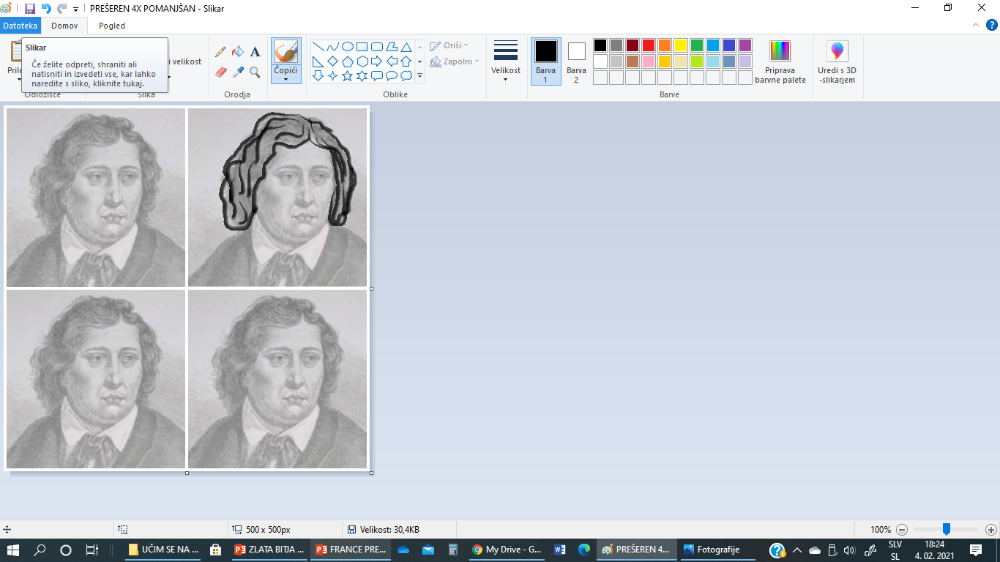 PREŠEREN 4X POMANJŠAN - Slikar
Datoteka Domov Pogled
Slikar
Če želite odpreti, shraniti ali
natisniti in izvedeti vse, kar lahko
naredite s sliko, kliknite tukaj.
i velikost
Odložišče
Slika
A
Orodja
Čopiči
Oriši
Zapolni
Oblike
Velikost
Barva
1
Barva
2
Priprava
barvne palete
Barve
Uredi s 3D
-slikarjem
500 x 500px
Velikost: 30,4KB
100%
UČIM SE NA ...
ZLATA BITJA ...
FRANCE PRE...
My Drive - G...
PREŠEREN 4...
Fotografije
SLV
SL
18:24
4. 02. 2021